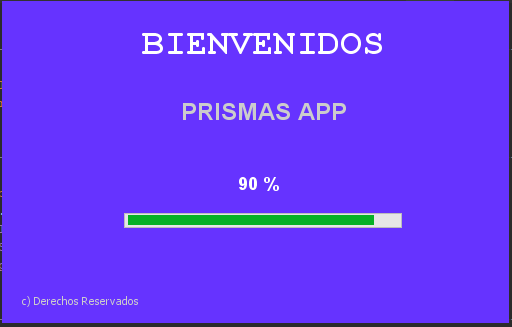 BIENVENIDOS
PRISMAS APP
90 %
c) Derechos Reservados